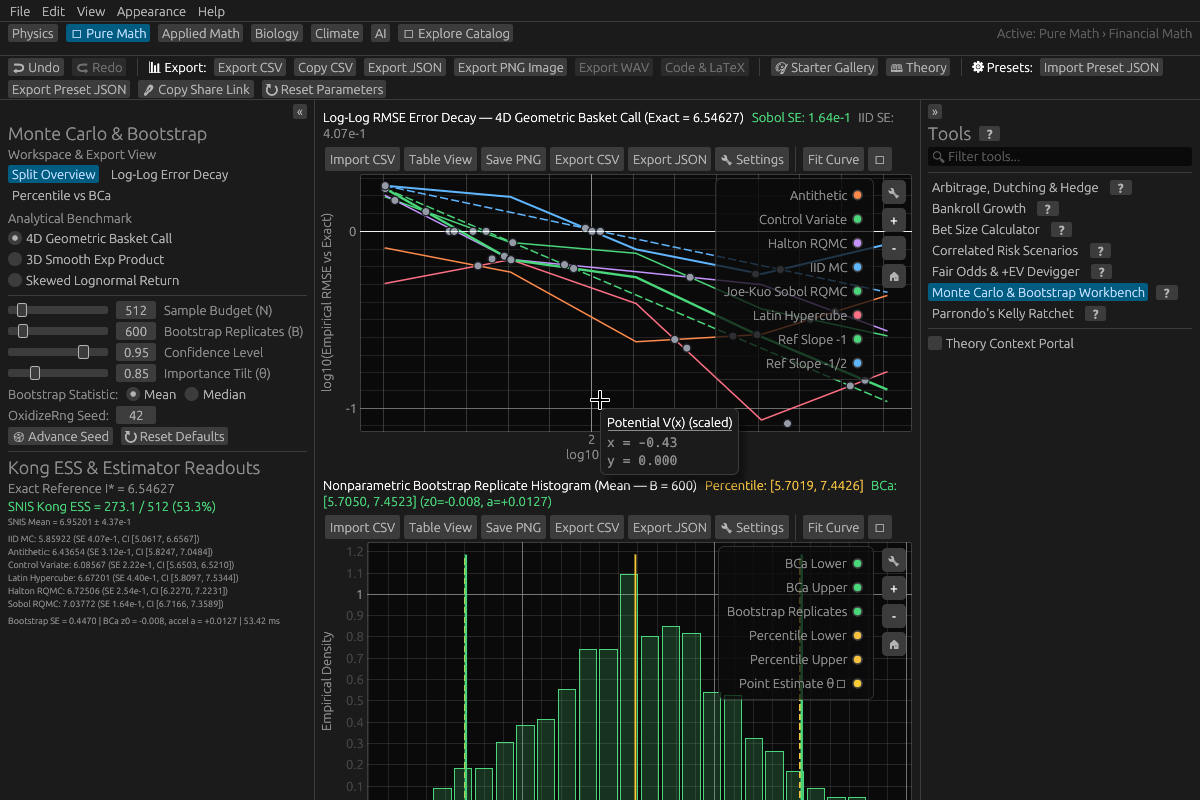 File Edit View Appearance Help
Physics Pure Math Applied Math Biology Climate AI Explore Catalog Active: Pure Math › Financial Math
Undo Redo Export: Export CSV Copy CSV Export JSON Export PNG Image Export WAV Code & LaTeX Starter Gallery Theory Presets: Import Preset JSON
Export Preset JSON Copy Share Link Reset Parameters
«
Monte Carlo & Bootstrap
Workspace & Export View
Split Overview Log-Log Error Decay
Percentile vs BCa
Analytical Benchmark
4D Geometric Basket Call
3D Smooth Exp Product
Skewed Lognormal Return
512 Sample Budget (N)
600 Bootstrap Replicates (B)
0.95 Confidence Level
0.85 Importance Tilt (θ)
Bootstrap Statistic: Mean Median
OxidizeRng Seed: 42
Advance Seed Reset Defaults
Kong ESS & Estimator Readouts
Exact Reference I* = 6.54627
SNIS Kong ESS = 273.1 / 512 (53.3%)
SNIS Mean = 6.95201 ± 4.37e-1
IID MC: 5.85922 (SE 4.07e-1, CI [5.0617, 6.6567])
Antithetic: 6.43654 (SE 3.12e-1, CI [5.8247, 7.0484])
Control Variate: 6.08567 (SE 2.22e-1, CI [5.6503, 6.5210])
Latin Hypercube: 6.67201 (SE 4.40e-1, CI [5.8097, 7.5344])
Halton RQMC: 6.72506 (SE 2.54e-1, CI [6.2270, 7.2231])
Sobol RQMC: 7.03772 (SE 1.64e-1, CI [6.7166, 7.3589])
Bootstrap SE = 0.4470 | BCa z0 = -0.008, accel a = +0.0127 | 53.42 ms
Log-Log RMSE Error Decay — 4D Geometric Basket Call (Exact = 6.54627) Sobol SE: 1.64e-1 IID SE:
4.07e-1
Import CSV Table View Save PNG Export CSV Export JSON Settings Fit Curve
log10(Empirical RMSE vs Exact)
0
-1
2
log10
Antithetic
Control Variate
Halton RQMC
IID MC
Joe-Kuo Sobol RQMC
Latin Hypercube
Ref Slope -1
Ref Slope -1/2
+
-
Potential V(x) (scaled)
x = -0.43
y = 0.000
Nonparametric Bootstrap Replicate Histogram (Mean — B = 600) Percentile: [5.7019, 7.4426] BCa:
[5.7050, 7.4523] (z0=-0.008, a=+0.0127)
Import CSV Table View Save PNG Export CSV Export JSON Settings Fit Curve
Empirical Density
1.2
1.1
1
0.9
0.8
0.7
0.6
0.5
0.4
0.3
0.2
0.1
BCa Lower
BCa Upper
Bootstrap Replicates
Percentile Lower
Percentile Upper
Point Estimate θ
+
-
»
Tools ?
Filter tools...
Arbitrage, Dutching & Hedge ?
Bankroll Growth ?
Bet Size Calculator ?
Correlated Risk Scenarios ?
Fair Odds & +EV Devigger ?
Monte Carlo & Bootstrap Workbench ?
Parrondo's Kelly Ratchet ?
Theory Context Portal